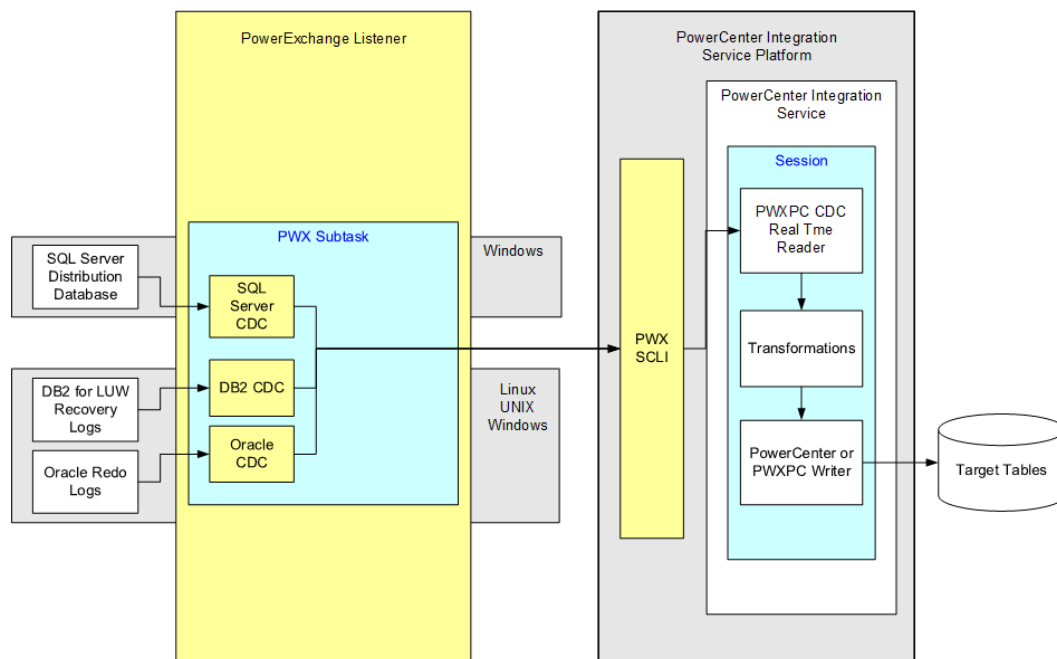 PowerExchange Listener
PowerCenter Integration
Service Platform
PowerCenter Integration
Service
Session
PWX Subtask
Windows
SQL Server
Distribution
Database
SQL
Server
CDC
PWXPC CDC
Real Tme
Reader
PWX
SCLI
Transformations
DB2 for LUW
Recovery
Logs
DB2 CDC
Linux
UNIX
Windows
Oracle Redo
Logs
Oracle
CDC
PowerCenter or
PWXPC Writer
Target Tables